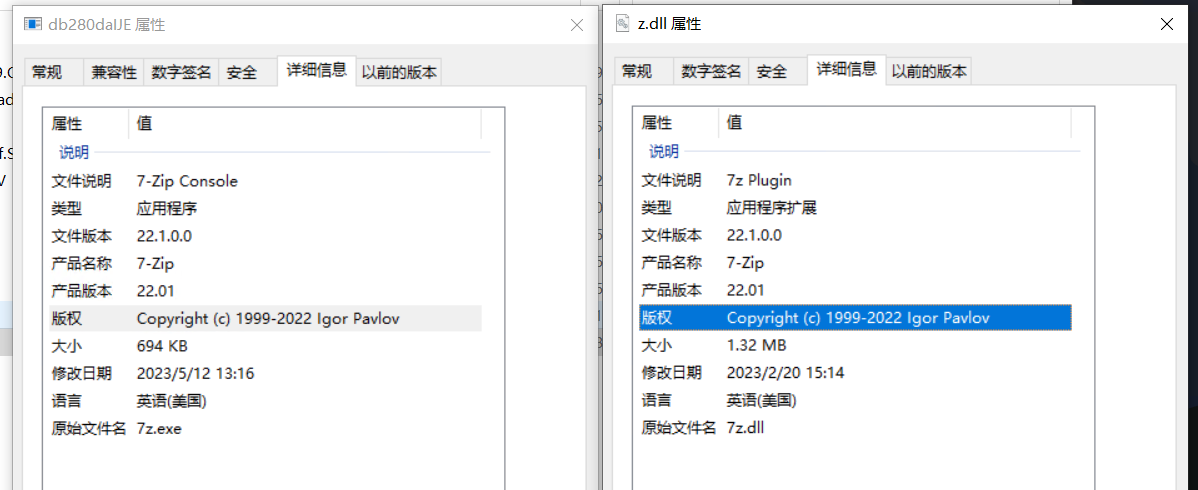 db280daIJE 属性
常规 兼容性 数字签名 安全 详细信息 以前的版本
属性 值
说明
文件说明 7-Zip Console
类型 应用程序
文件版本 22.1.0.0
产品名称 7-Zip
产品版本 22.01
版权 Copyright (c) 1999-2022 Igor Pavlov
大小 694 KB
修改日期 2023/5/12 13:16
语言 英语(美国)
原始文件名 7z.exe
z.dll 属性
常规 数字签名 安全 详细信息 以前的版本
属性 值
说明
文件说明 7z Plugin
类型 应用程序扩展
文件版本 22.1.0.0
产品名称 7-Zip
产品版本 22.01
版权 Copyright (c) 1999-2022 Igor Pavlov
大小 1.32 MB
修改日期 2023/2/20 15:14
语言 英语(美国)
原始文件名 7z.dll